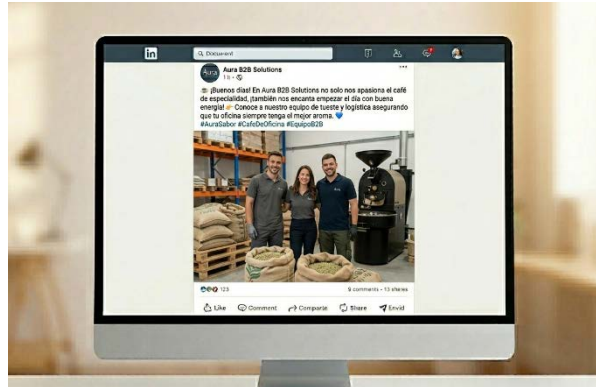 in
Document
Aura
Aura B2B Solutions
1h •
☕ ¡Buenos días! En Aura B2B Solutions no solo nos apasiona el café
de especialidad, ¡también nos encanta empezar el día con buena
energía! 👉 Conoce a nuestro equipo de tueste y logística asegurando
que tu oficina siempre tenga el mejor aroma. 💙
#AuraSabor #CafeDeOficina #EquipoB2B
123
9 comments • 13 shares
Like Comment Comparte Share Envid